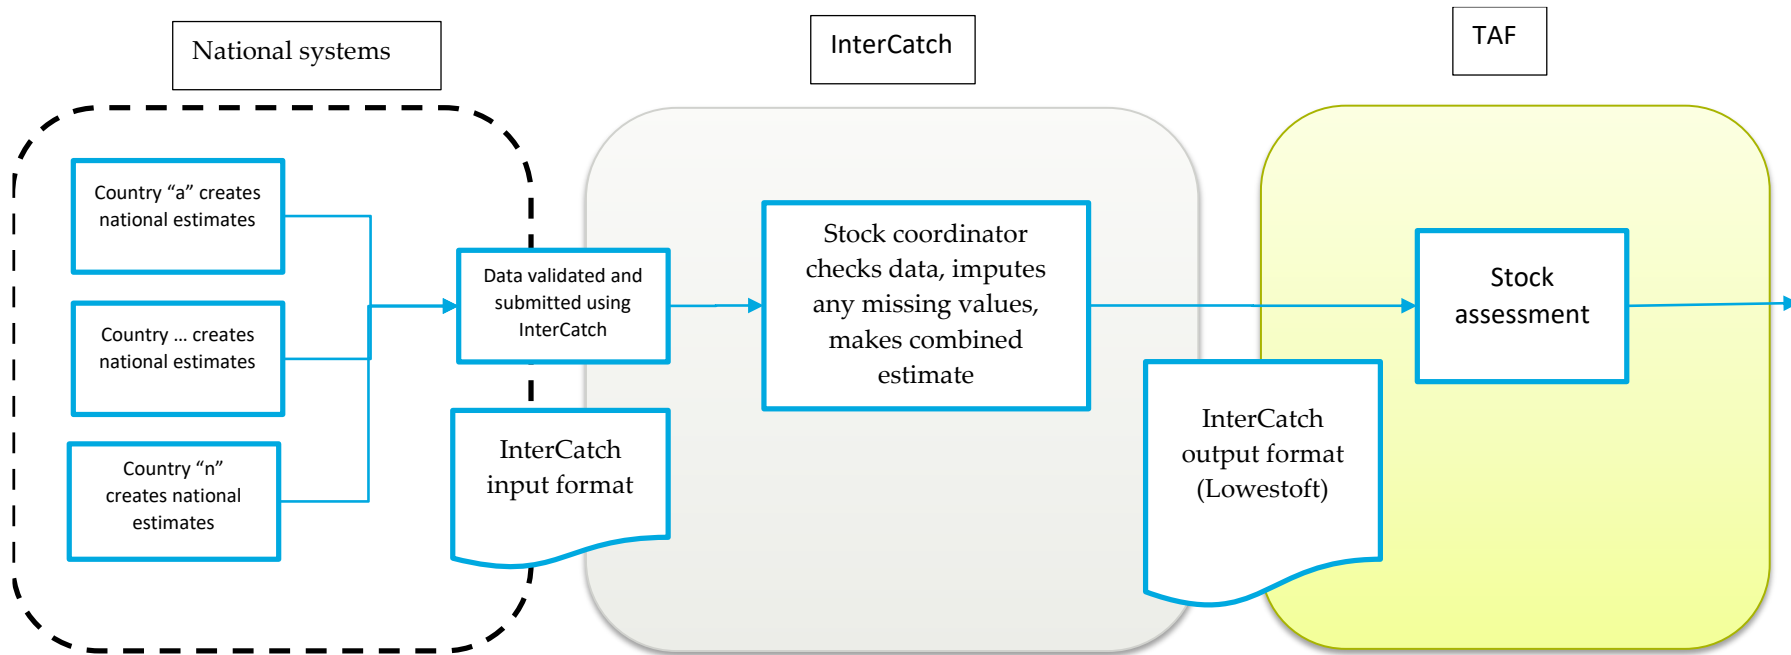 National systems
InterCatch
TAF
Country “a” creates
national estimates
Country ... creates
national estimates
Country “n”
creates national
estimates
Data validated and
submitted using
InterCatch
InterCatch
input format
Stock coordinator
checks data, imputes
any missing values,
makes combined
estimate
InterCatch
output format
(Lowestoft)
Stock
assessment